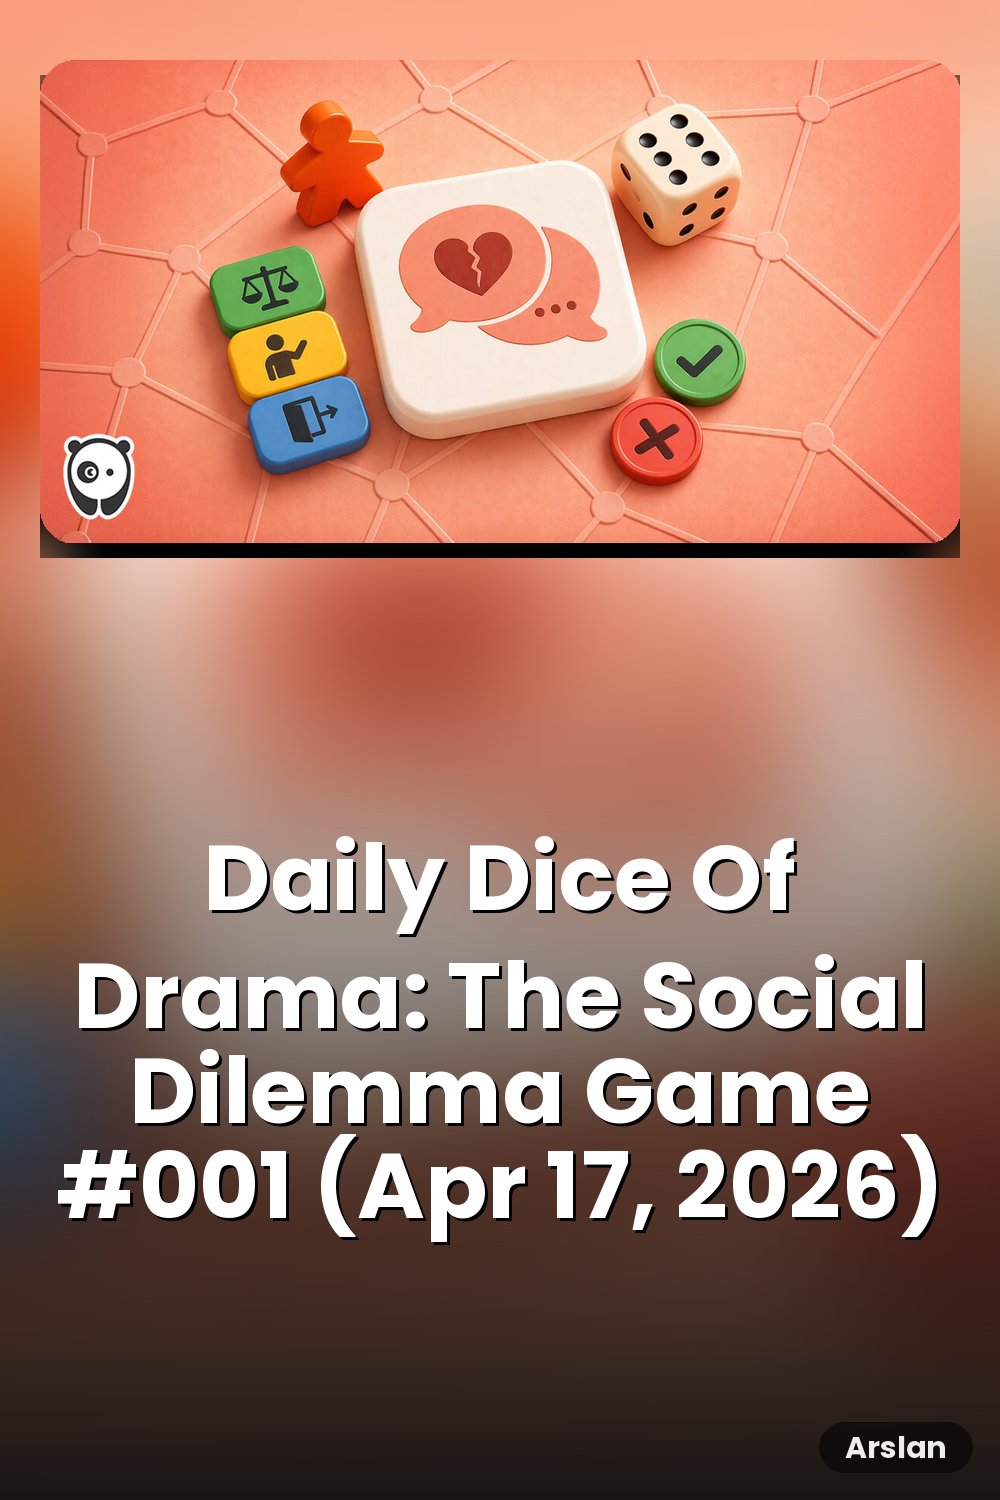 Daily Dice Of
Drama: The Social
Dilemma Game
#001 (Apr 17, 2026)
Arslan